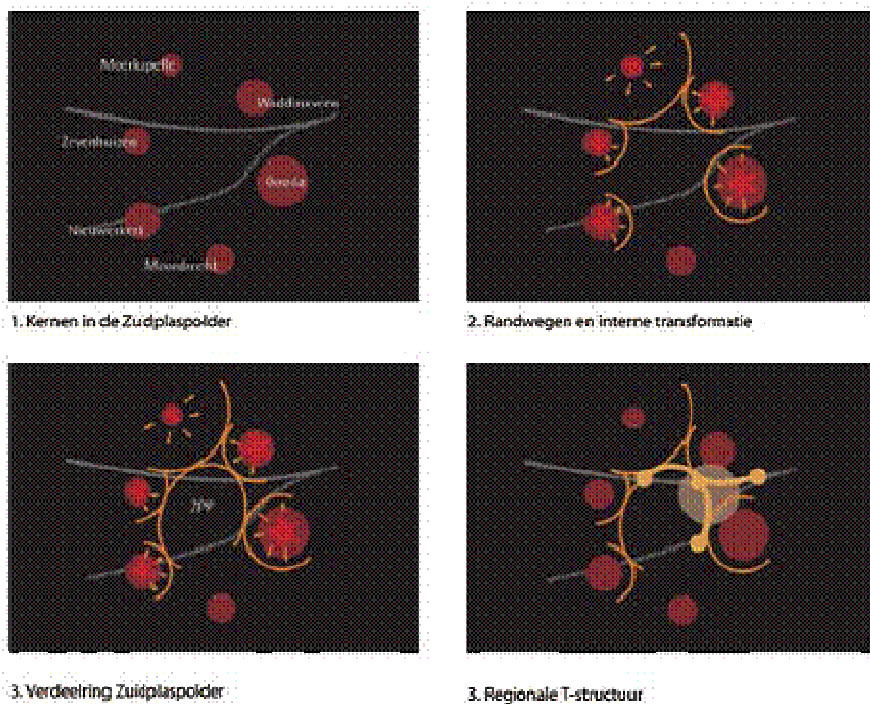 Moerkapelle
Waddinxveen
Zevenhuizen
Gouda
Nieuwerkerk
Moordrecht
1. Kernen in de Zuidplaspolder
2. Randwegen en interne transformatie
ZPP
3. Verdeelring Zuidplaspolder
3. Regionale T-structuur